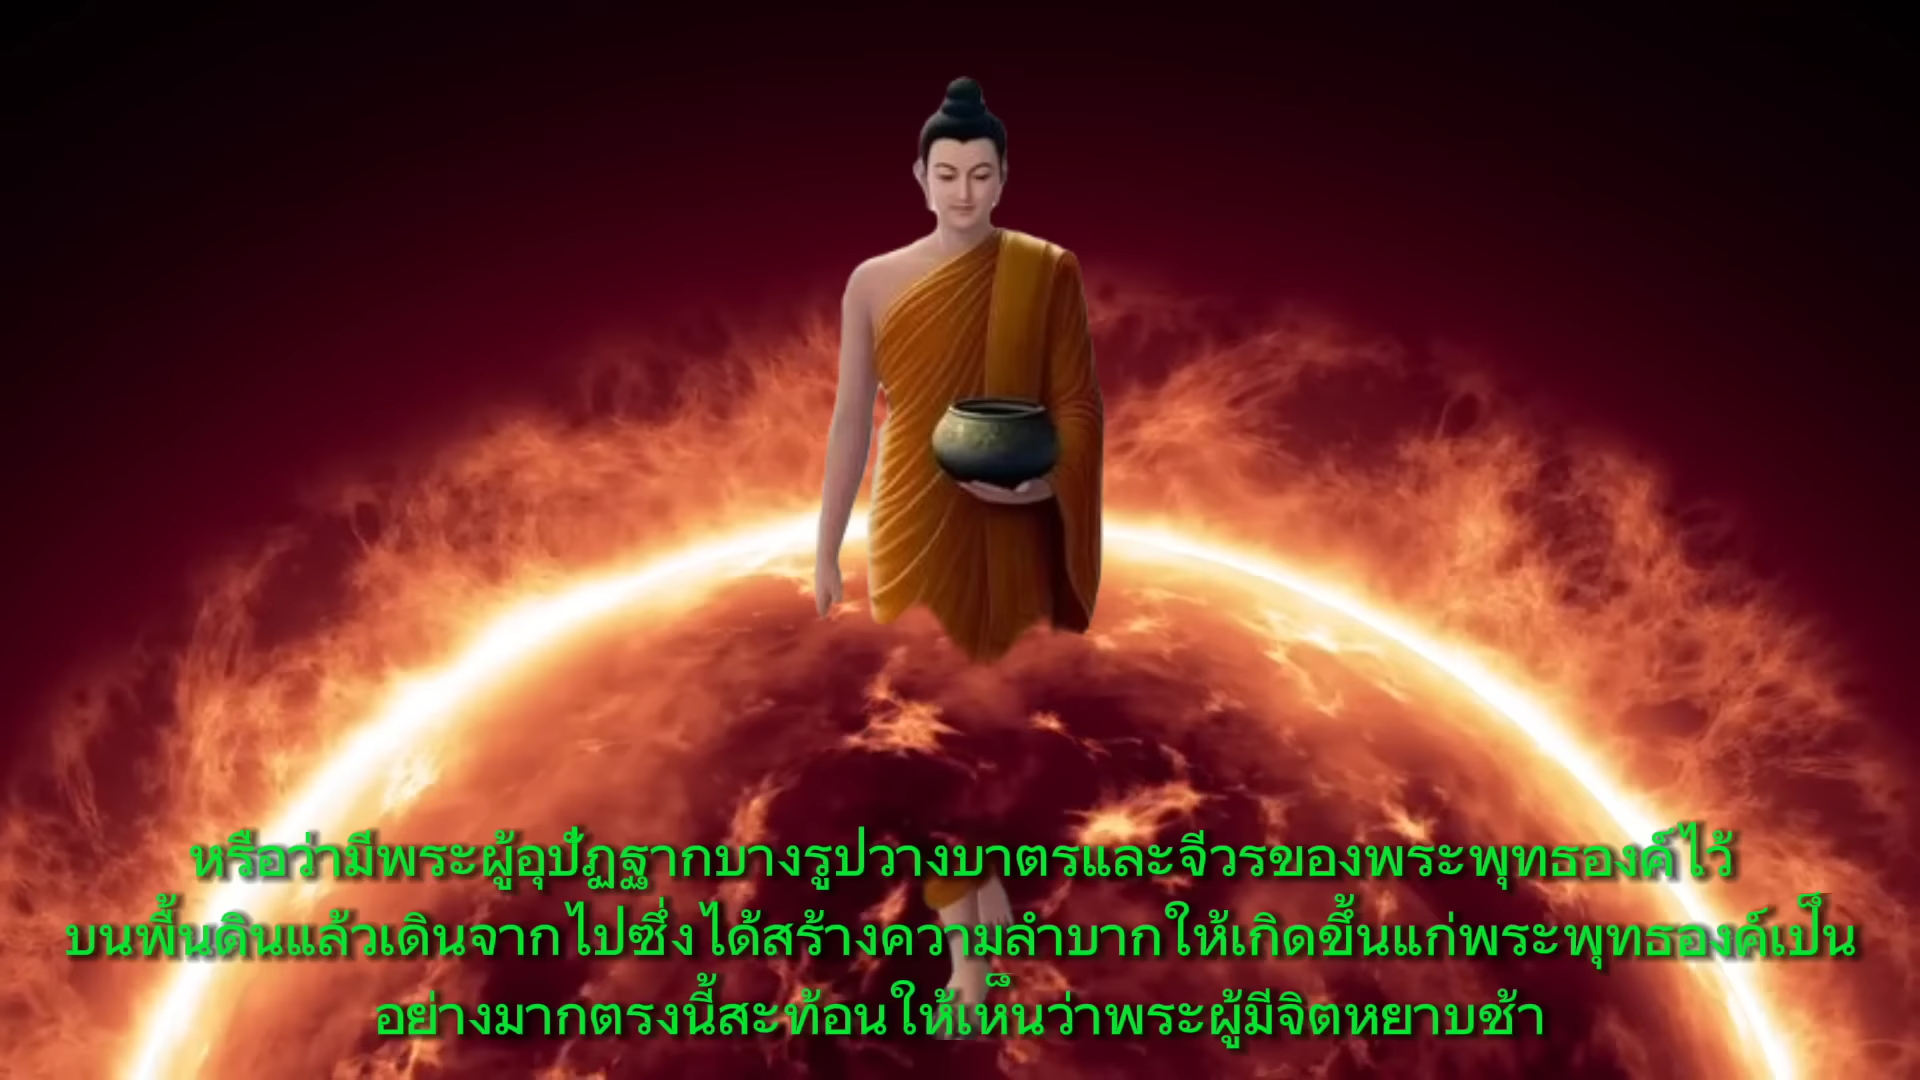 หรือว่ามีพระผู้อุปัฏฐากบางรูปวางบาตรและจีวรของพระพุทธองค์ไว้
บนพื้นดินแล้วเดินจากไปซึ่งได้สร้างความลำบากให้เกิดขึ้นแก่พระพุทธองค์เป็น
อย่างมากตรงนี้สะท้อนให้เห็นว่าพระผู้มีจิตหยาบช้า